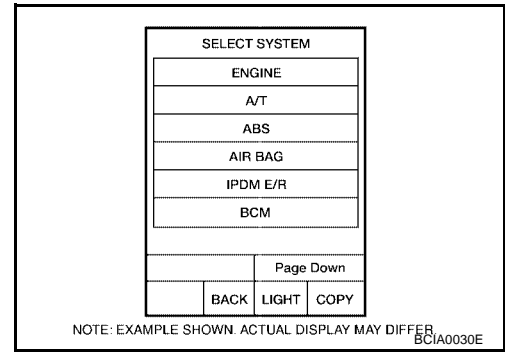 SELECT SYSTEM
ENGINE
A/T
ABS
AIR BAG
IPDM E/R
BCM
Page Down
BACK LIGHT COPY
NOTE: EXAMPLE SHOWN. ACTUAL DISPLAY MAY DIFFER.
BCIA0030E